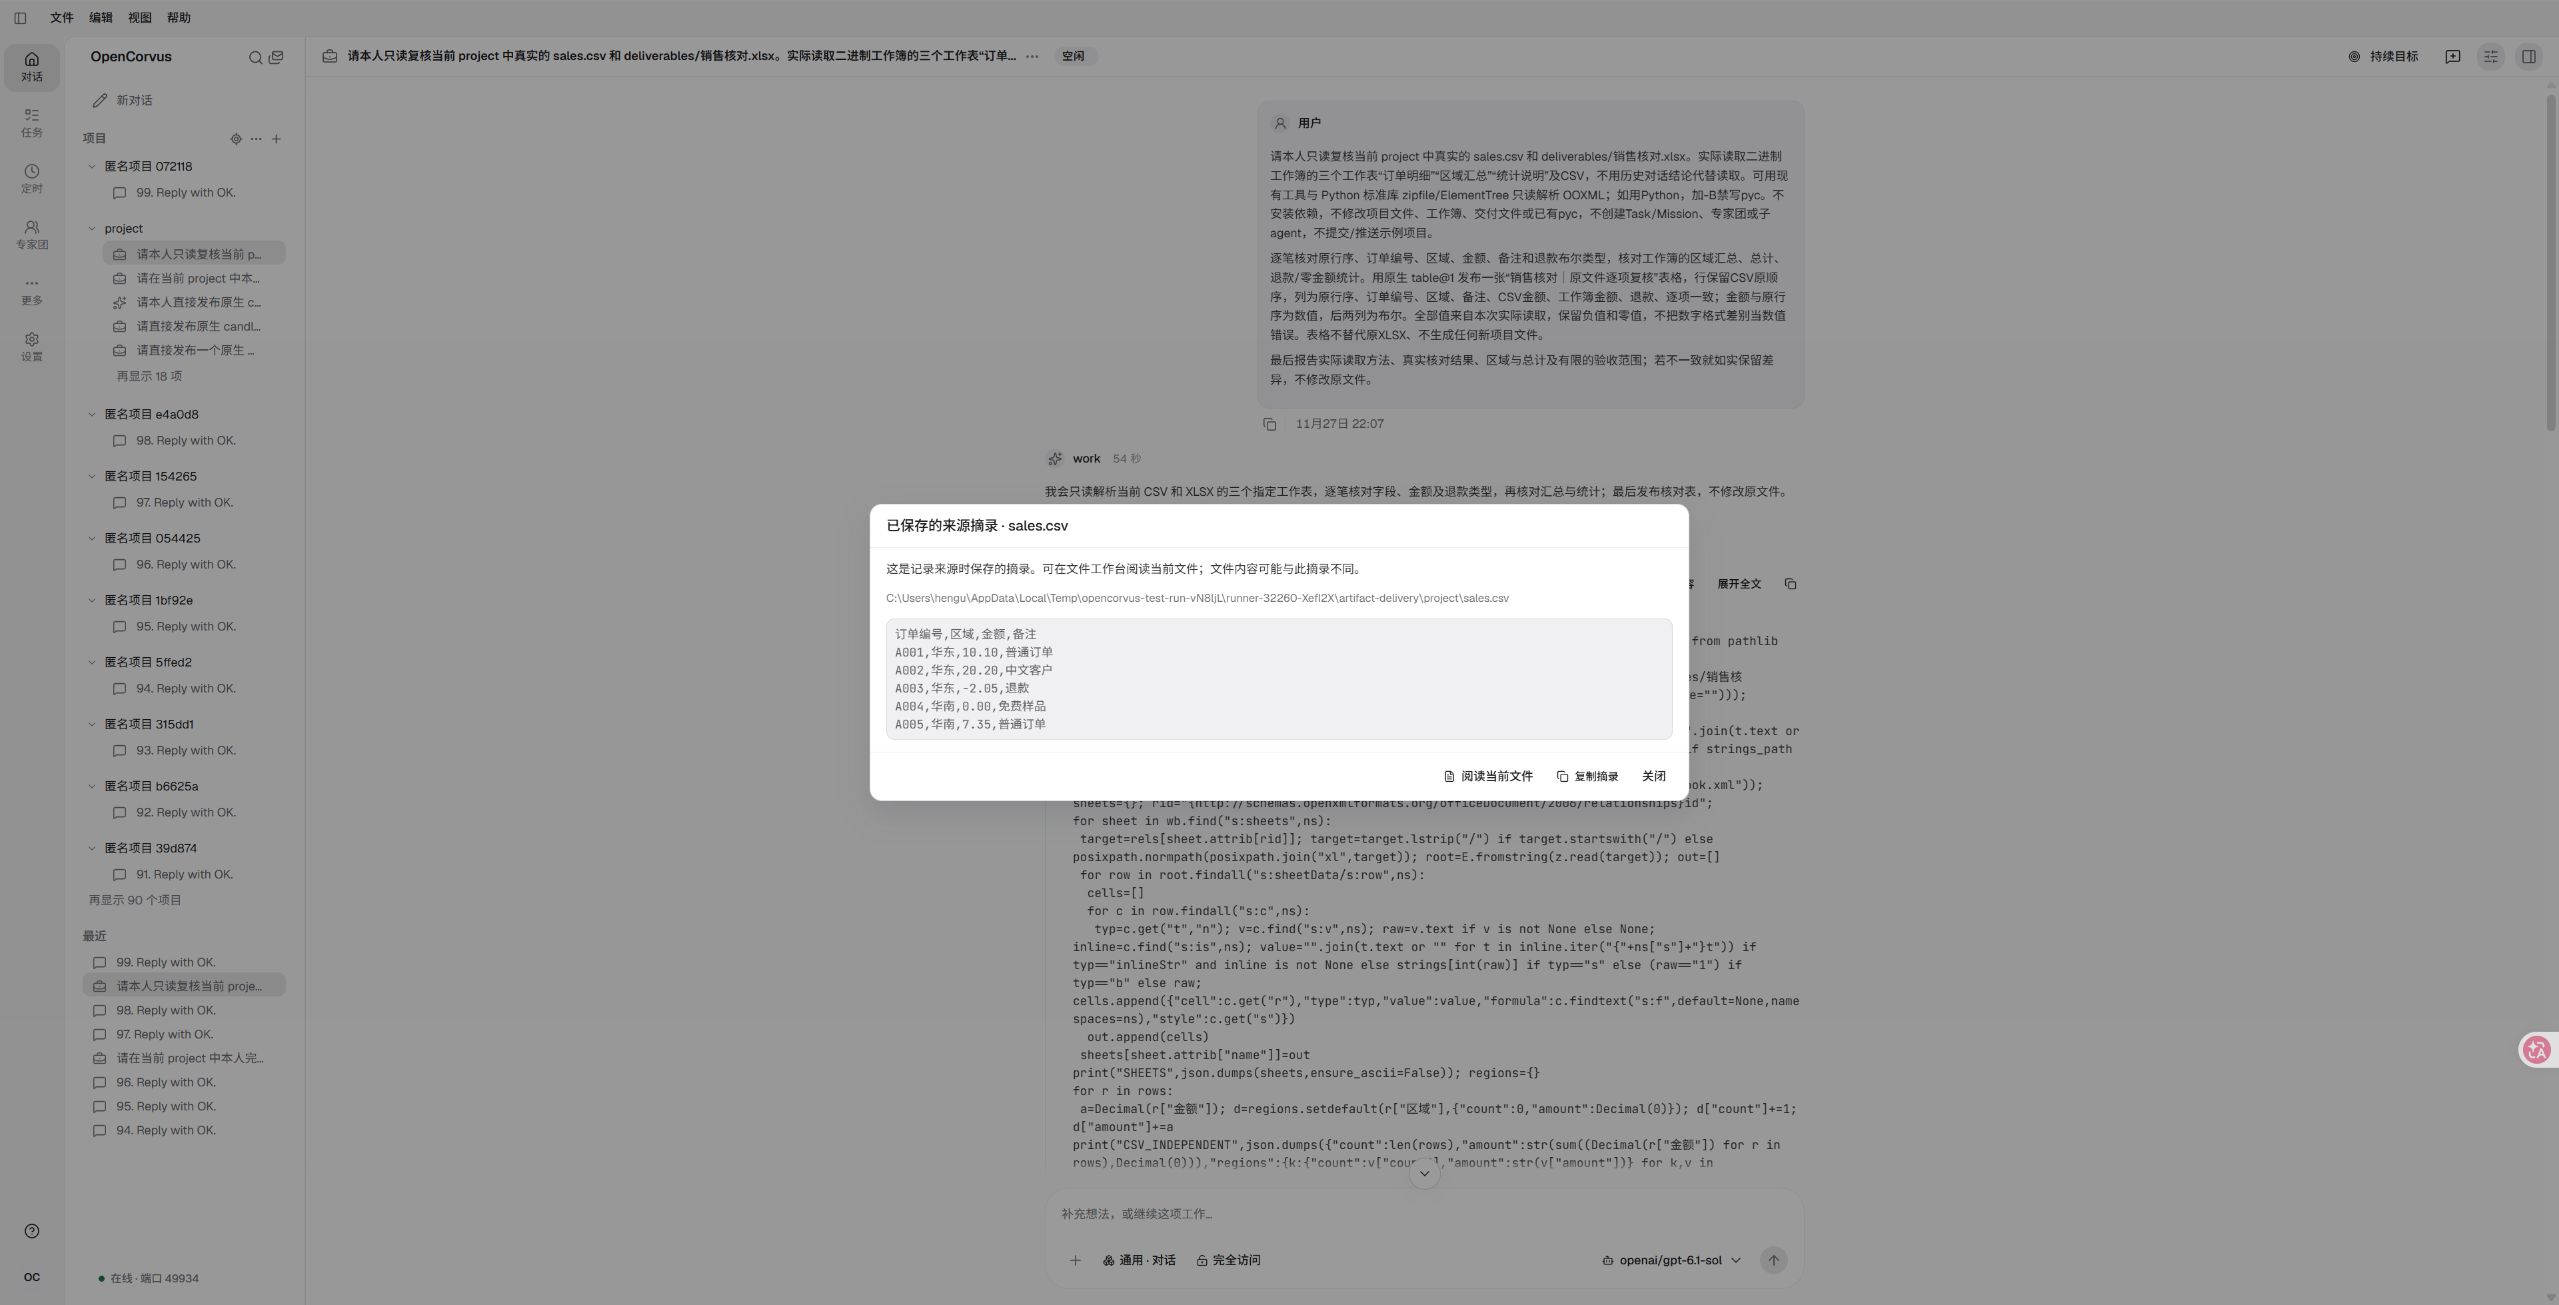 文件 编辑 视图 帮助
对话
任务
定时
专家团
更多
设置
OC
OpenCorvus
新对话
项目
匿名项目 072118
99. Reply with OK.
project
请本人只读复核当前 p...
请在当前 project 中本...
请本人直接发布原生 c...
请直接发布原生 candl...
请直接发布一个原生 ...
再显示 18 项
匿名项目 e4a0d8
98. Reply with OK.
匿名项目 154265
97. Reply with OK.
匿名项目 054425
96. Reply with OK.
匿名项目 1bf92e
95. Reply with OK.
匿名项目 5ffed2
94. Reply with OK.
匿名项目 315dd1
93. Reply with OK.
匿名项目 b6625a
92. Reply with OK.
匿名项目 39d874
91. Reply with OK.
再显示 90 个项目
最近
99. Reply with OK.
请本人只读复核当前 proje...
98. Reply with OK.
97. Reply with OK.
请在当前 project 中本人完...
96. Reply with OK.
95. Reply with OK.
94. Reply with OK.
在线 · 端口 49934
请本人只读复核当前 project 中真实的 sales.csv 和 deliverables/销售核对.xlsx。实际读取二进制工作簿的三个工作表“订单... 空闲
持续目标
用户
请本人只读复核当前 project 中真实的 sales.csv 和 deliverables/销售核对.xlsx。实际读取二进制
工作簿的三个工作表“订单明细”“区域汇总”“统计说明”及CSV，不用历史对话结论代替读取。可用现
有工具与 Python 标准库 zipfile/ElementTree 只读解析 OOXML；如用Python，加-B禁写pyc。不
安装依赖，不修改项目文件、工作簿、交付文件或已有pyc，不创建Task/Mission、专家团或子
agent，不提交/推送示例项目。
逐笔核对原行序、订单编号、区域、金额、备注和退款布尔类型，核对工作簿的区域汇总、总计、
退款/零金额统计。用原生 table@1 发布一张“销售核对｜原文件逐项复核”表格，行保留CSV原顺
序，列为原行序、订单编号、区域、备注、CSV金额、工作簿金额、退款、逐项一致；金额与原行
序为数值，后两列为布尔。全部值来自本次实际读取，保留负值和零值，不把数字格式差别当数值
错误。表格不替代原XLSX、不生成任何新项目文件。
最后报告实际读取方法、真实核对结果、区域与总计及有限的验收范围；若不一致就如实保留差
异，不修改原文件。
11月27日 22:07
work 54 秒
我会只读解析当前 CSV 和 XLSX 的三个指定工作表，逐笔核对字段、金额及退款类型，再核对汇总与统计；最后发布核对表，不修改原文件。
已保存的来源摘录 · sales.csv
这是记录来源时保存的摘录。可在文件工作台阅读当前文件；文件内容可能与此摘录不同。
C:\Users\hengu\AppData\Local\Temp\opencorvus-test-run-vN8ljL\runner-32260-XefI2X\artifact-delivery\project\sales.csv
订单编号,区域,金额,备注
A001,华东,10.10,普通订单
A002,华东,20.20,中文客户
A003,华东,-2.05,退款
A004,华南,0.00,免费样品
A005,华南,7.35,普通订单
阅读当前文件 复制摘录 关闭
展开全文
from pathlib
s/销售核
e="")));
".join(t.text or
f strings_path
ook.xml"));
sheets={}; rid="{http://schemas.openxmlformats.org/officeDocument/2006/relationships}id";
for sheet in wb.find("s:sheets",ns):
target=rels[sheet.attrib[rid]]; target=target.lstrip("/") if target.startswith("/") else
posixpath.normpath(posixpath.join("xl",target)); root=E.fromstring(z.read(target)); out=[]
for row in root.findall("s:sheetData/s:row",ns):
cells=[]
for c in row.findall("s:c",ns):
typ=c.get("t","n"); v=c.find("s:v",ns); raw=v.text if v is not None else None;
inline=c.find("s:is",ns); value="".join(t.text or "" for t in inline.iter("{"+ns["s"]+"}t")) if
typ=="inlineStr" and inline is not None else strings[int(raw)] if typ=="s" else (raw=="1") if
typ=="b" else raw;
cells.append({"cell":c.get("r"),"type":typ,"value":value,"formula":c.findtext("s:f",default=None,name
spaces=ns),"style":c.get("s")})
out.append(cells)
sheets[sheet.attrib["name"]]=out
print("SHEETS",json.dumps(sheets,ensure_ascii=False)); regions={}
for r in rows:
a=Decimal(r["金额"]); d=regions.setdefault(r["区域"],{"count":0,"amount":Decimal(0)}); d["count"]+=1;
d["amount"]+=a
print("CSV_INDEPENDENT",json.dumps({"count":len(rows),"amount":str(sum((Decimal(r["金额"]) for r in
rows),Decimal(0))),"regions":{k:{"count":v["count"],"amount":str(v["amount"])} for k,v in
补充想法，或继续这项工作...
通用 · 对话 完全访问
openai/gpt-6.1-sol